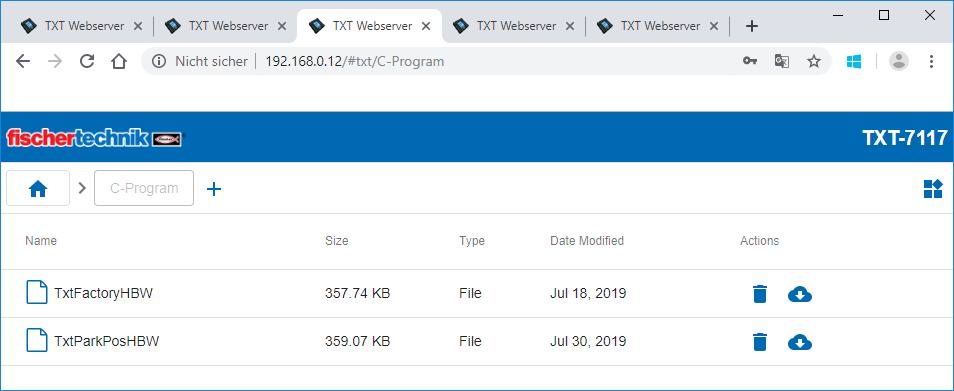 TXT Webserver TXT Webserver TXT Webserver TXT Webserver TXT Webserver
Nicht sicher 192.168.0.12/#txt/C-Program
fischertechnik TXT-7117
C-Program
Name Size Type Date Modified Actions
TxtFactoryHBW 357.74 KB File Jul 18, 2019
TxtParkPosHBW 359.07 KB File Jul 30, 2019